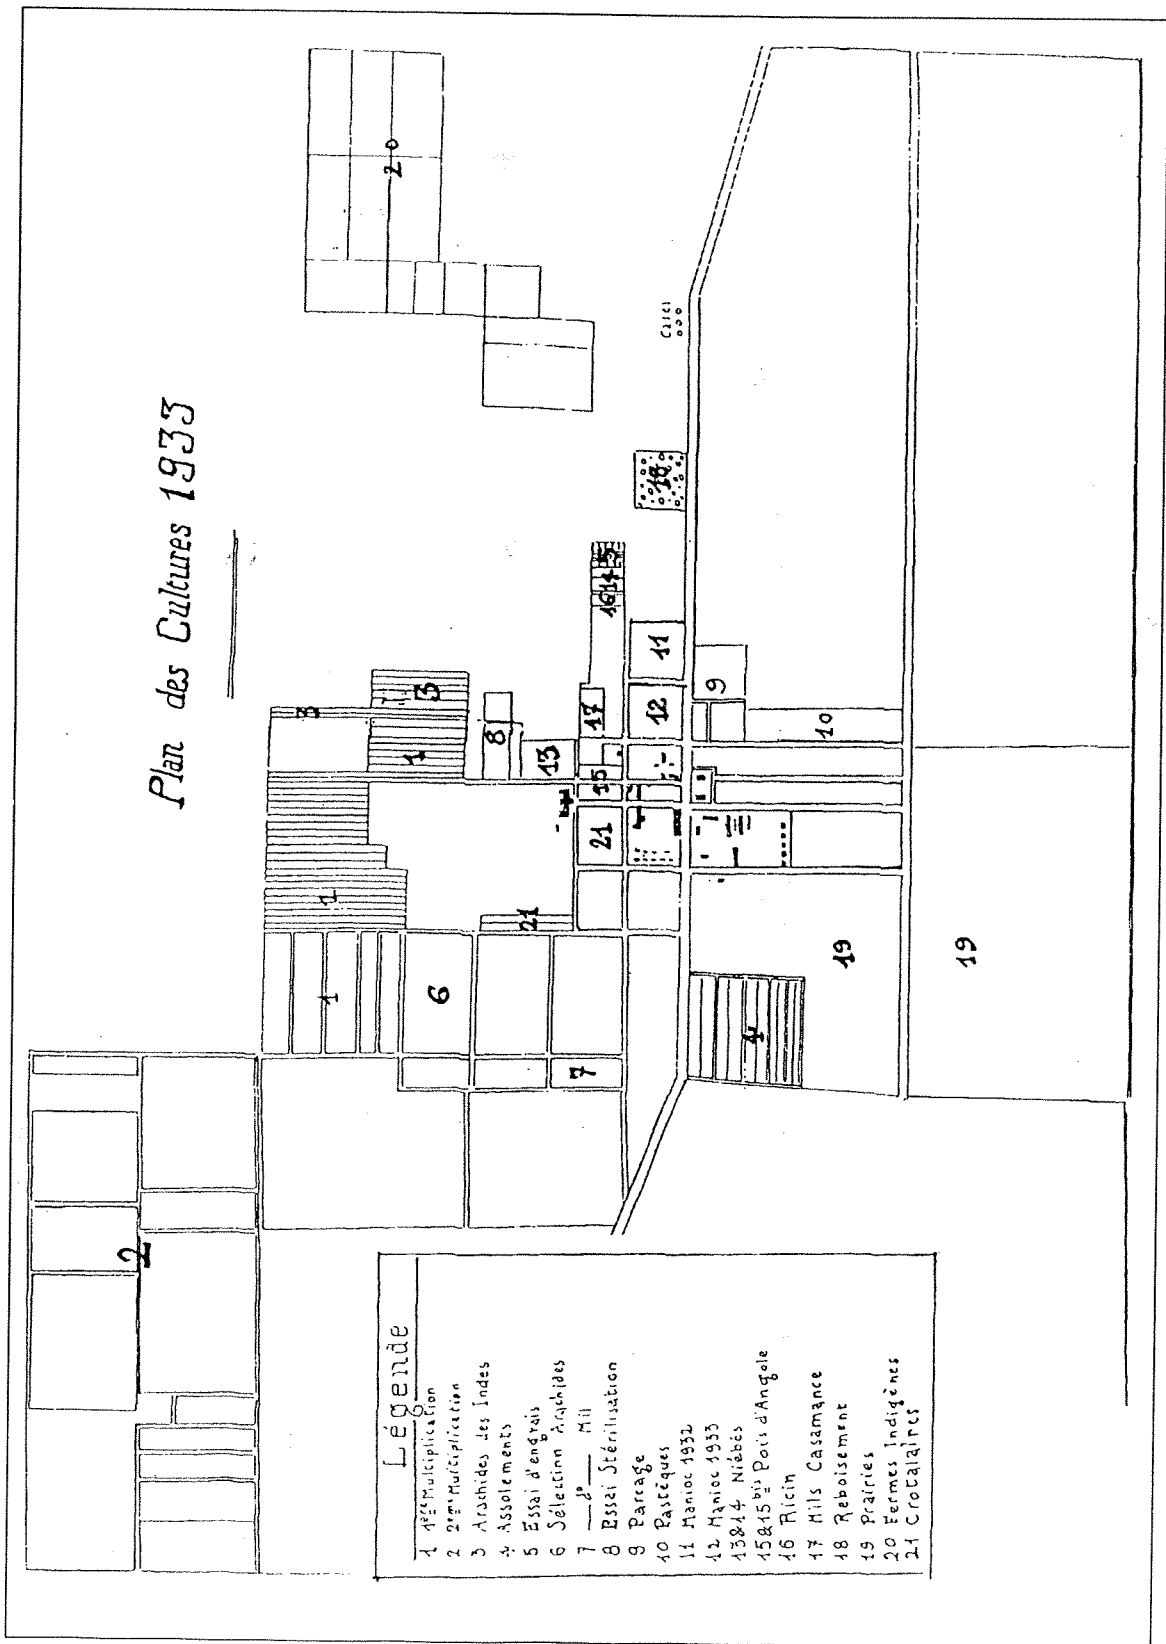 Plan des Cultures 1933
20
Cases
18
3
3
1
8
13
17
16
14
5
11
12
9
10
15
21
1
21
1
6
7
4
19
19
2
Légende
1 1ère Multiplication
2 2ème Multiplication
3 Arachides des Indes
4 Assolements
5 Essai d'engrais
6 Sélection Arachides
7 —— d° —— Mil
8 Essai Stérilisation
9 Parcage
10 Pastèques
11 Manioc 1932
12 Manioc 1933
13&14 Niébés
15&15 bis Pois d'Angole
16 Ricin
17 Mils Casamance
18 Reboisement
19 Prairies
20 Fermes Indigènes
21 Crotalaires